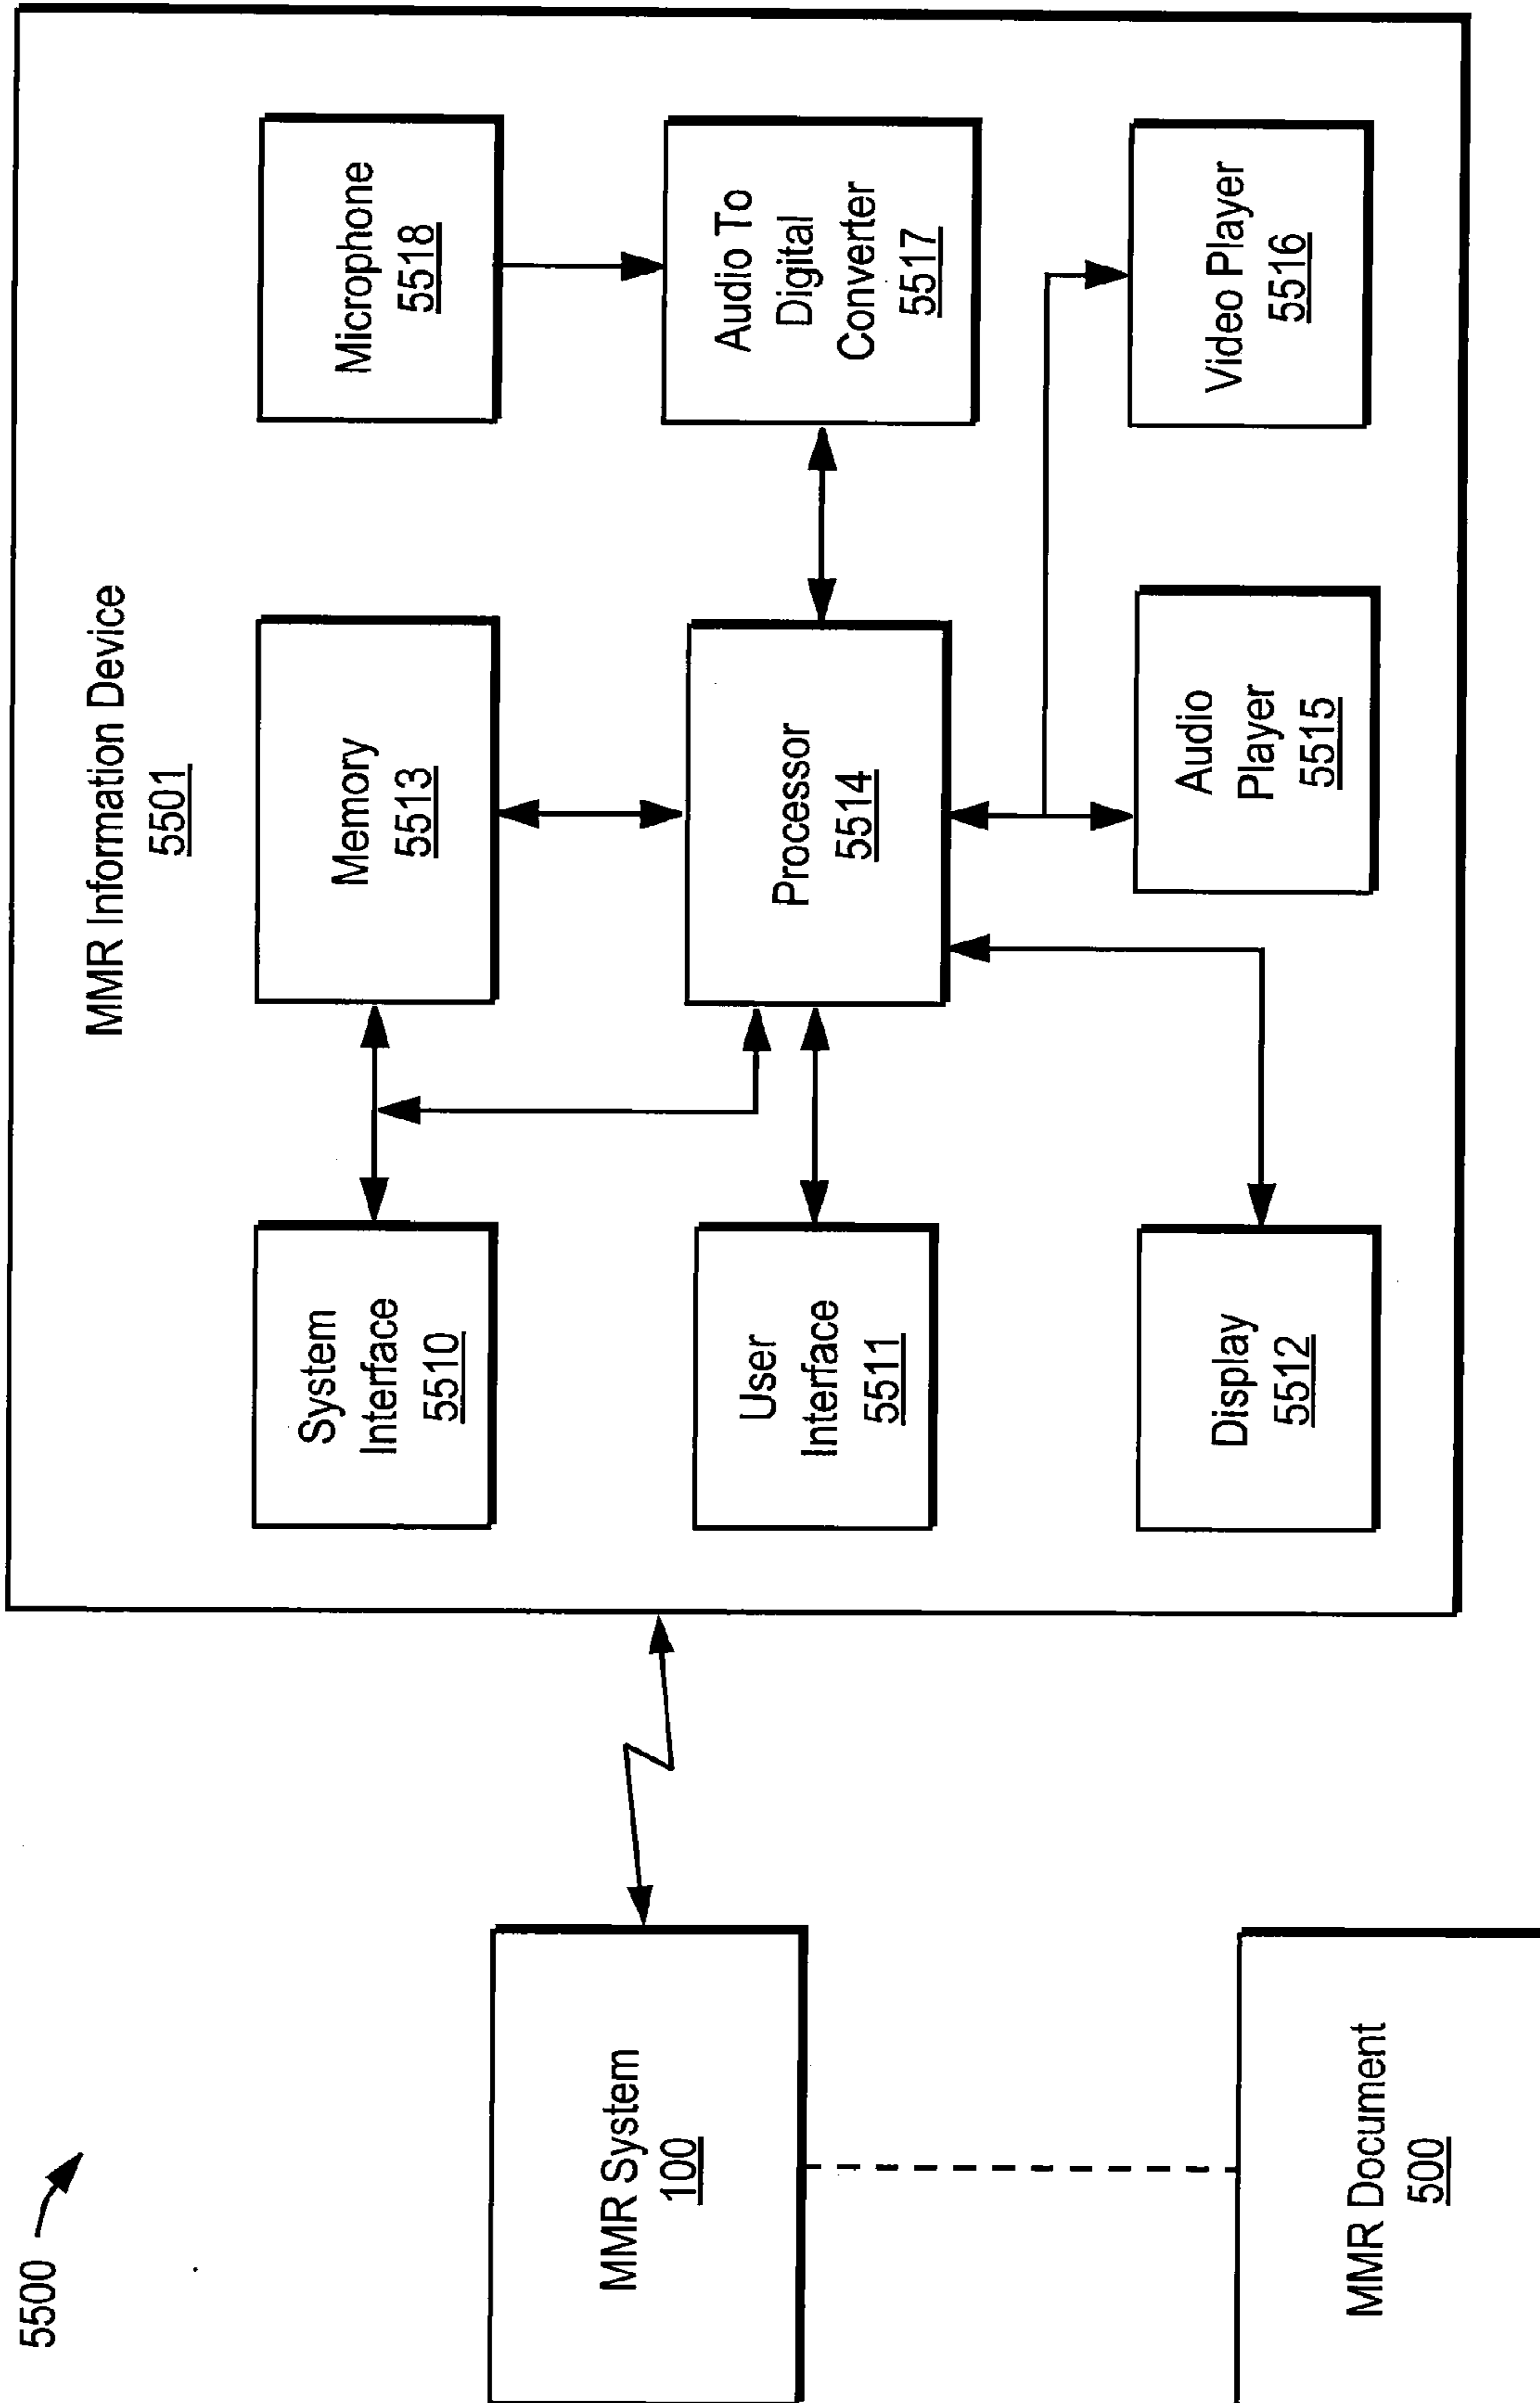 5500
MMR Information Device
5501
System
Interface
5510
Memory
5513
Microphone
5518
MMR System
100
User
Interface
5511
Processor
5514
Audio To
Digital
Converter
5517
MMR Document
500
Display
5512
Audio
Player
5515
Video Player
5516